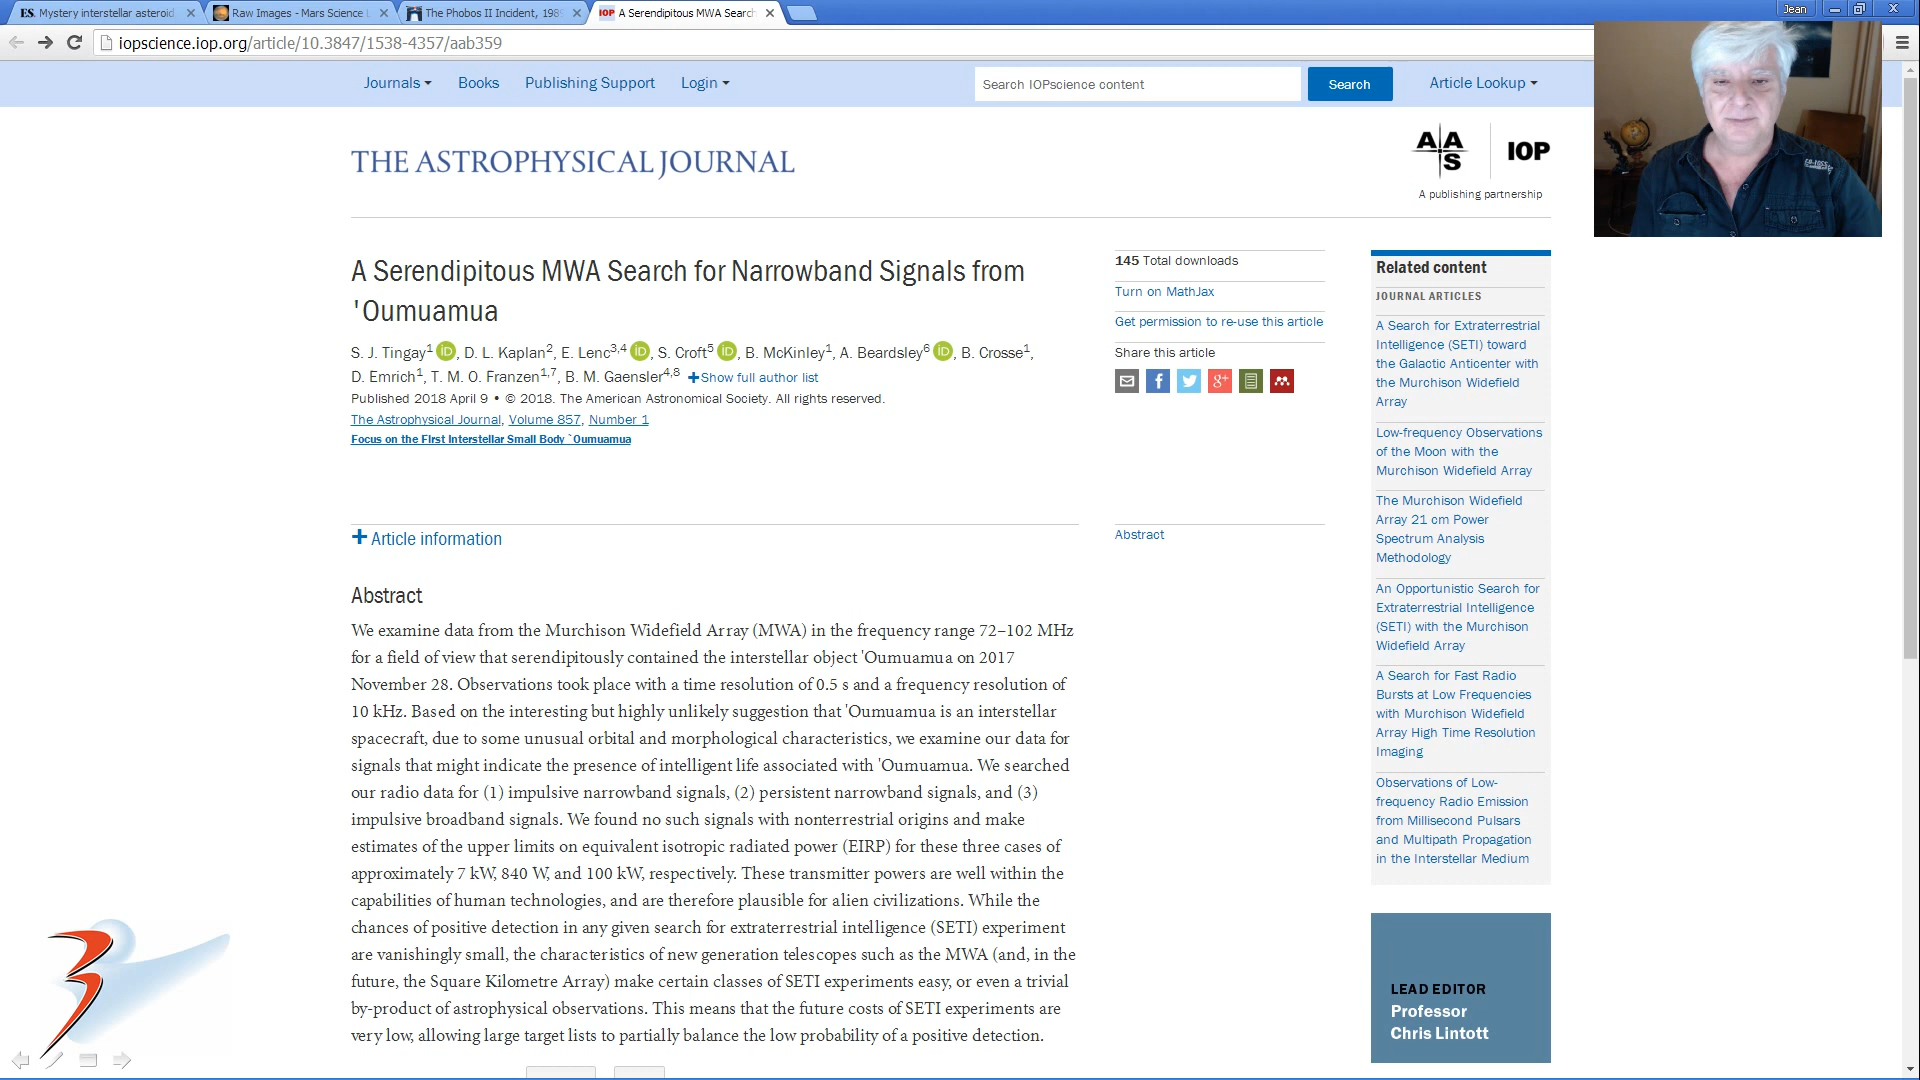 ES. Mystery interstellar asteroid
Raw Images - Mars Science L
The Phobos II Incident, 198
IOP A Serendipitous MWA Search
Jean
iopscience.iop.org/article/10.3847/1538-4357/aab359
Journals Books Publishing Support Login
Search IOPscience content Search Article Lookup
THE ASTROPHYSICAL JOURNAL
AAS IOP
A publishing partnership
A Serendipitous MWA Search for Narrowband Signals from
'Oumuamua
S. J. Tingay1 iD, D. L. Kaplan2, E. Lenc3,4 iD, S. Croft5 iD, B. McKinley1, A. Beardsley6 iD, B. Crosse1,
D. Emrich1, T. M. O. Franzen1,7, B. M. Gaensler4,8 +Show full author list
Published 2018 April 9 • © 2018. The American Astronomical Society. All rights reserved.
The Astrophysical Journal, Volume 857, Number 1
Focus on the First Interstellar Small Body `Oumuamua
145 Total downloads
Turn on MathJax
Get permission to re-use this article
Share this article
+ Article information
Abstract
Abstract
We examine data from the Murchison Widefield Array (MWA) in the frequency range 72–102 MHz
for a field of view that serendipitously contained the interstellar object 'Oumuamua on 2017
November 28. Observations took place with a time resolution of 0.5 s and a frequency resolution of
10 kHz. Based on the interesting but highly unlikely suggestion that 'Oumuamua is an interstellar
spacecraft, due to some unusual orbital and morphological characteristics, we examine our data for
signals that might indicate the presence of intelligent life associated with 'Oumuamua. We searched
our radio data for (1) impulsive narrowband signals, (2) persistent narrowband signals, and (3)
impulsive broadband signals. We found no such signals with nonterrestrial origins and make
estimates of the upper limits on equivalent isotropic radiated power (EIRP) for these three cases of
approximately 7 kW, 840 W, and 100 kW, respectively. These transmitter powers are well within the
capabilities of human technologies, and are therefore plausible for alien civilizations. While the
chances of positive detection in any given search for extraterrestrial intelligence (SETI) experiment
are vanishingly small, the characteristics of new generation telescopes such as the MWA (and, in the
future, the Square Kilometre Array) make certain classes of SETI experiments easy, or even a trivial
by-product of astrophysical observations. This means that the future costs of SETI experiments are
very low, allowing large target lists to partially balance the low probability of a positive detection.
Related content
JOURNAL ARTICLES
A Search for Extraterrestrial
Intelligence (SETI) toward
the Galactic Anticenter with
the Murchison Widefield
Array
Low-frequency Observations
of the Moon with the
Murchison Widefield Array
The Murchison Widefield
Array 21 cm Power
Spectrum Analysis
Methodology
An Opportunistic Search for
Extraterrestrial Intelligence
(SETI) with the Murchison
Widefield Array
A Search for Fast Radio
Bursts at Low Frequencies
with Murchison Widefield
Array High Time Resolution
Imaging
Observations of Low-
frequency Radio Emission
from Millisecond Pulsars
and Multipath Propagation
in the Interstellar Medium
LEAD EDITOR
Professor
Chris Lintott